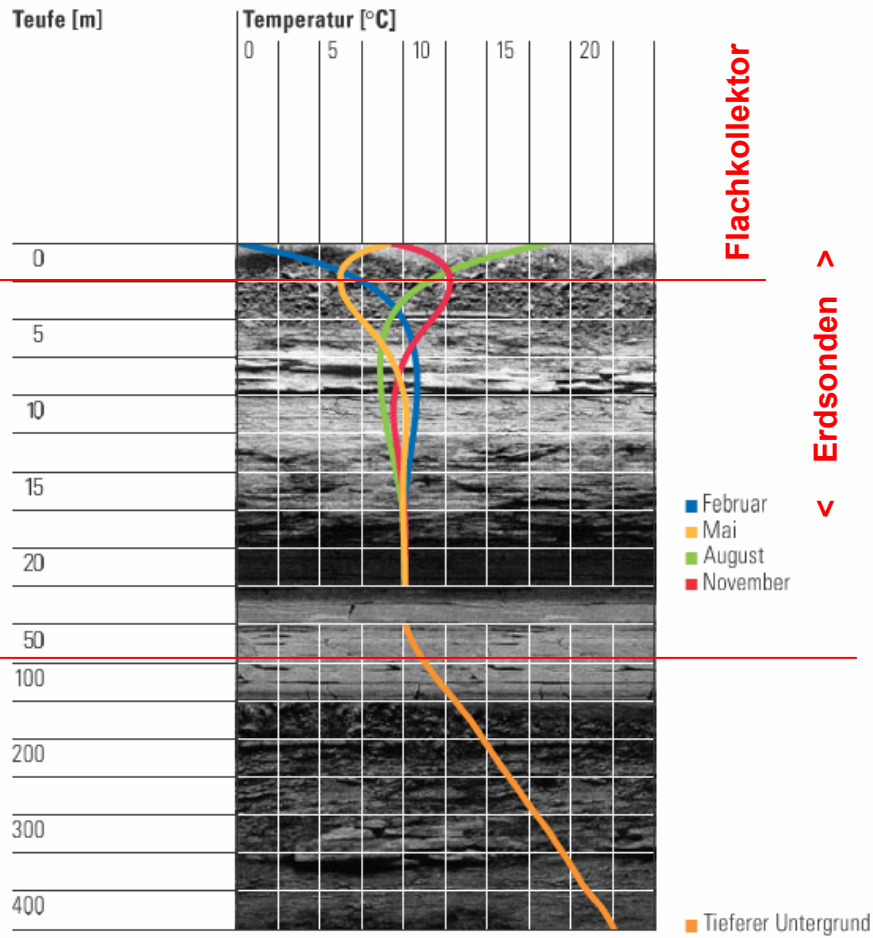 Teufe [m]
Temperatur [°C]
0 5 10 15 20
Flachkollektor
0
5
10
15
20
50
100
200
300
400
< Erdsonden >
Februar
Mai
August
November
Tieferer Untergrund